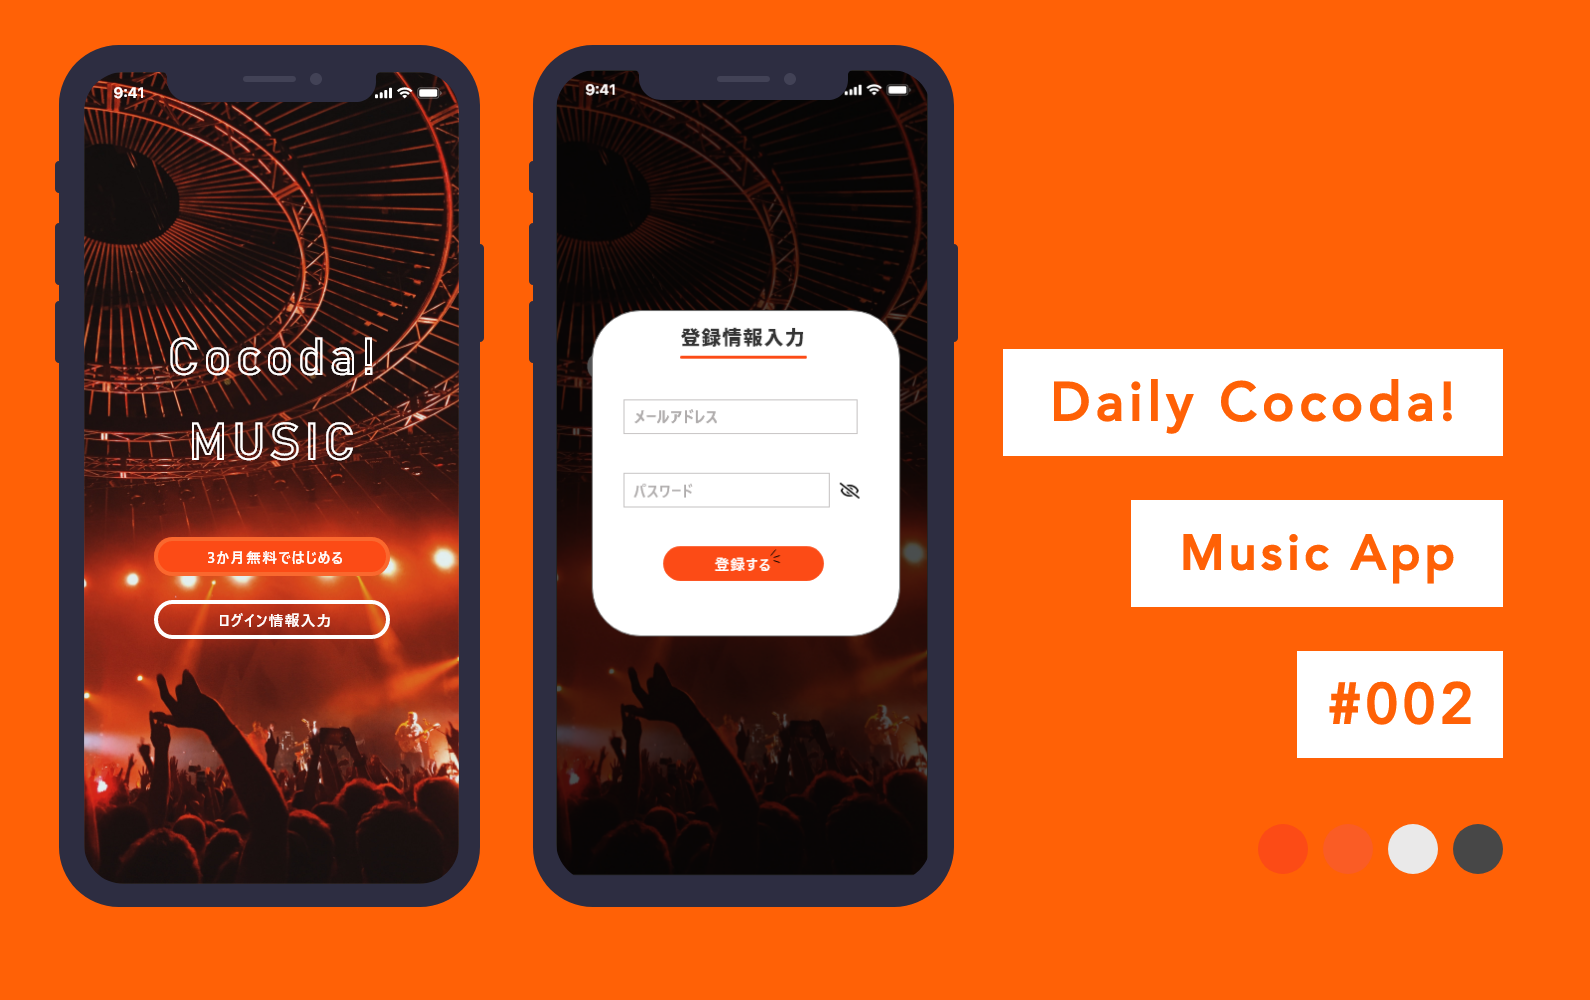 9:41
Cocoda!
MUSIC
3か月無料ではじめる
ログイン情報入力
9:41
登録情報入力
メールアドレス
パスワード
登録する
Daily Cocoda!
Music App
#002